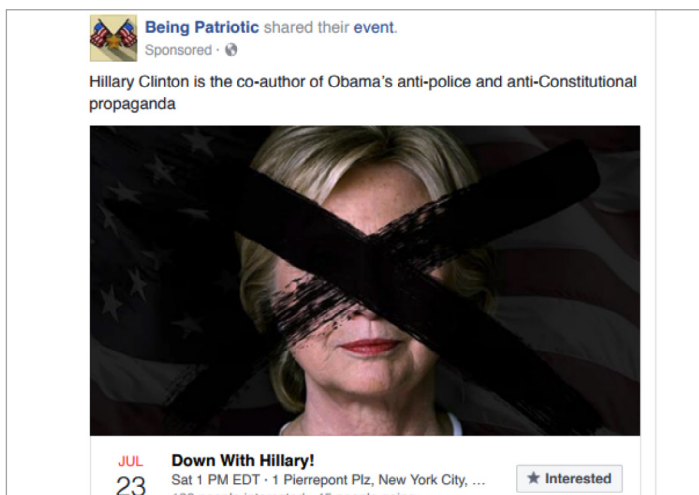 Being Patriotic shared their event.
Sponsored ·
Hillary Clinton is the co-author of Obama's anti-police and anti-Constitutional
propaganda
JUL
23
Down With Hillary!
Sat 1 PM EDT · 1 Pierrepont Plz, New York City, ...
★ Interested